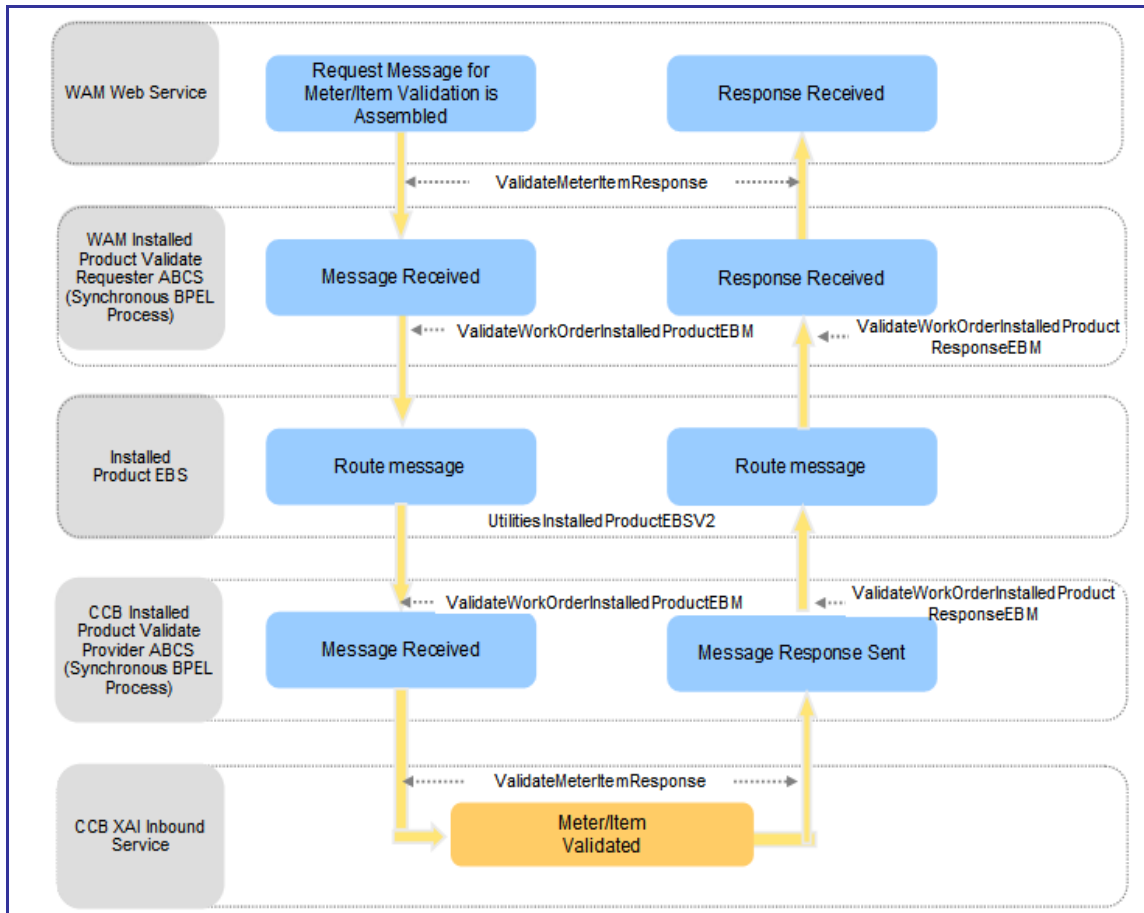 WAM Web Service
Request Message for
Meter/Item Validation is
Assembled
Response Received
ValidateMeterItemResponse
WAM Installed
Product Validate
Requester ABCS
(Synchronous BPEL
Process)
Message Received
Response Received
ValidateWorkOrderInstalledProductEBM
ValidateWorkOrderInstalledProduct
ResponseEBM
Installed
Product EBS
Route message
Route message
UtilitiesInstalledProductEBSV2
CCB Installed
Product Validate
Provider ABCS
(Synchronous BPEL
Process)
ValidateWorkOrderInstalledProductEBM
ValidateWorkOrderInstalledProduct
ResponseEBM
Message Received
Message Response Sent
CCB XAI Inbound
Service
ValidateMeterItemResponse
Meter/Item
Validated